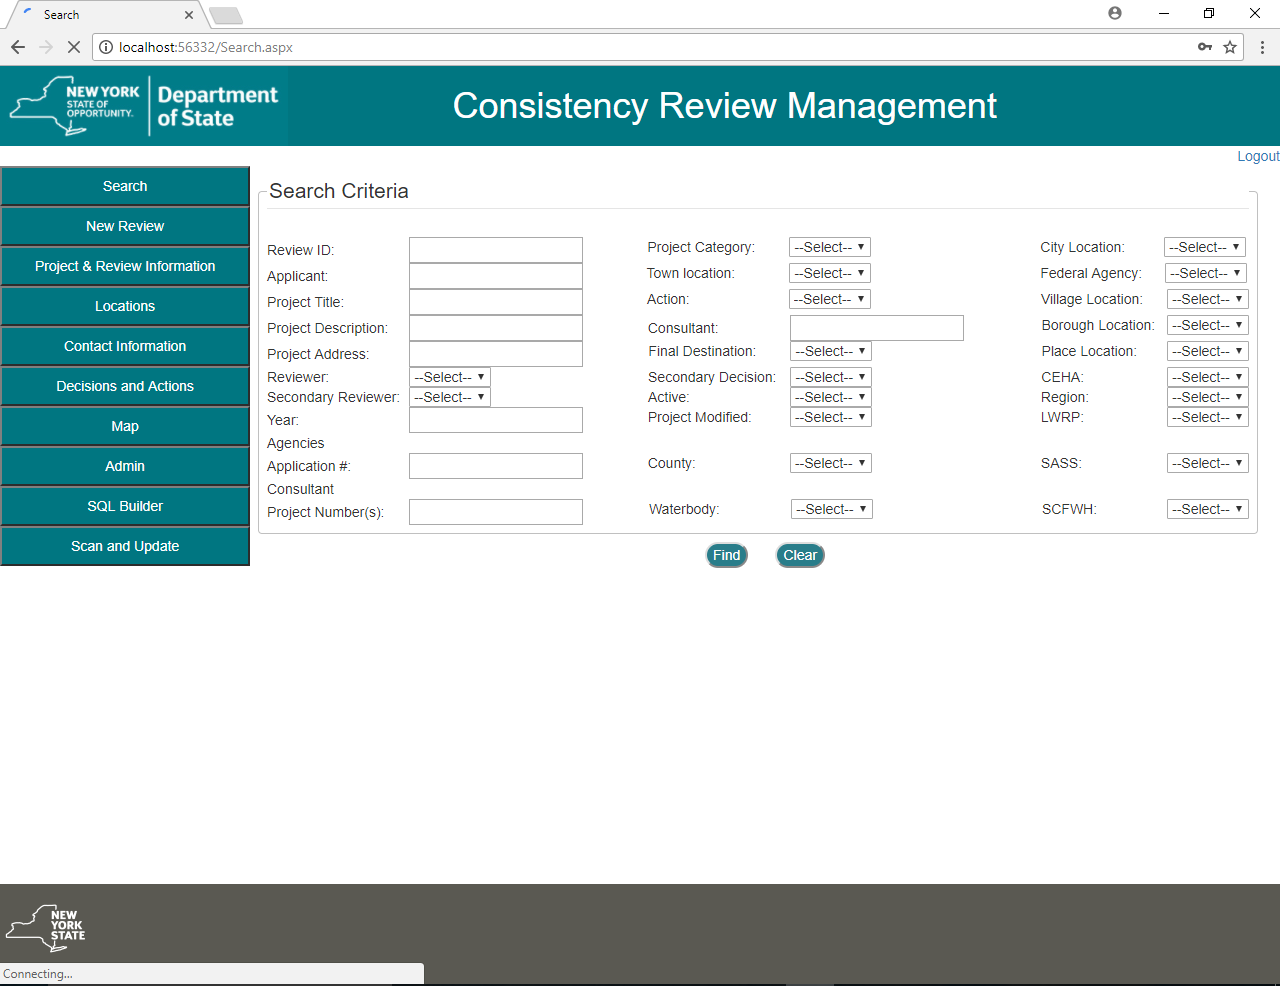 Search
localhost:56332/Search.aspx
NEW YORK
STATE OF
OPPORTUNITY.
Department
of State
Consistency Review Management
Logout
Search
New Review
Project & Review Information
Locations
Contact Information
Decisions and Actions
Map
Admin
SQL Builder
Scan and Update
Search Criteria
Review ID:
Project Category: --Select--
City Location: --Select--
Applicant:
Town location: --Select--
Federal Agency: --Select--
Project Title:
Action: --Select--
Village Location: --Select--
Project Description:
Consultant:
Borough Location: --Select--
Project Address:
Final Destination: --Select--
Place Location: --Select--
Reviewer: --Select--
Secondary Decision: --Select--
CEHA: --Select--
Secondary Reviewer: --Select--
Active: --Select--
Region: --Select--
Year:
Project Modified: --Select--
LWRP: --Select--
Agencies
Application #:
County: --Select--
SASS: --Select--
Consultant
Project Number(s):
Waterbody: --Select--
SCFWH: --Select--
Find
Clear
NEW
YORK
STATE
Connecting...